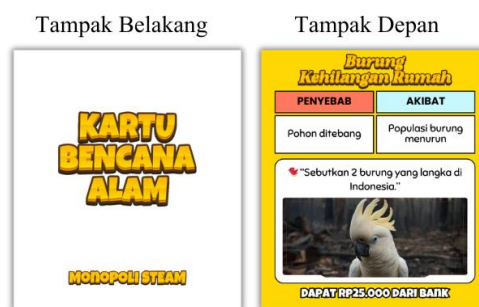 Tampak Belakang
Tampak Depan
KARTU
BENCANA
ALAM
MONOPOLI STEAM
Burung
Kehilangan Rumah
PENYEBAB
AKIBAT
Pohon ditebang
Populasi burung
menurun
"Sebutkan 2 burung yang langka di
Indonesia."
DAPAT RP25.000 DARI BANK